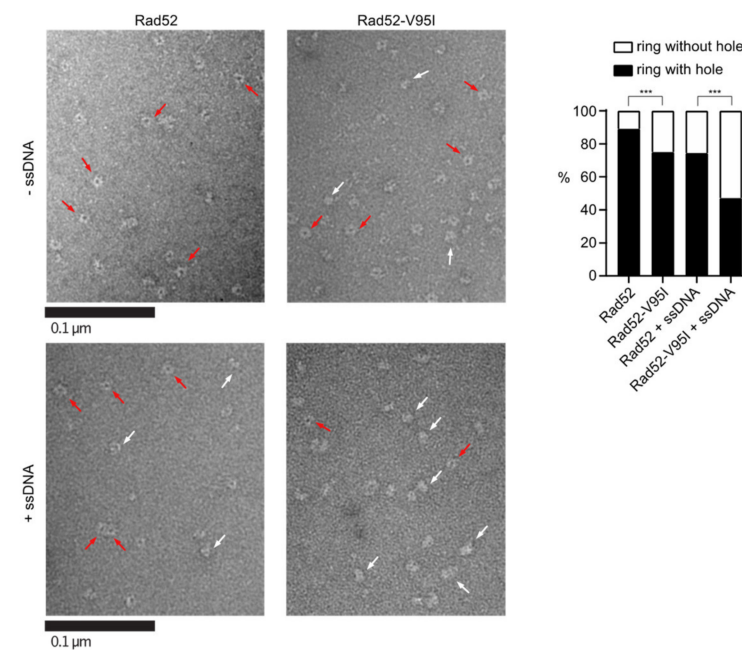 Rad52
Rad52-V95I
- ssDNA
0.1 µm
+ ssDNA
0.1 µm
ring without hole
ring with hole
*** ***
100
80
60
40
20
0
%
Rad52
Rad52-V95I
Rad52 + ssDNA
Rad52-V95I + ssDNA